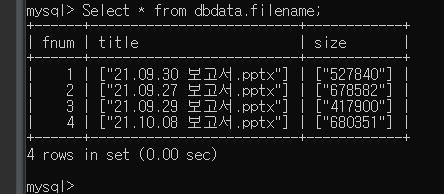 mysql> Select * from dbdata.filename;
+------+------------------------+------------+
| fnum | title                  | size       |
+------+------------------------+------------+
|    1 | ["21.09.30 보고서.pptx"] | ["527840"] |
|    2 | ["21.09.27 보고서.pptx"] | ["678582"] |
|    3 | ["21.09.29 보고서.pptx"] | ["417900"] |
|    4 | ["21.10.08 보고서.pptx"] | ["680351"] |
+------+------------------------+------------+
4 rows in set (0.00 sec)
mysql>